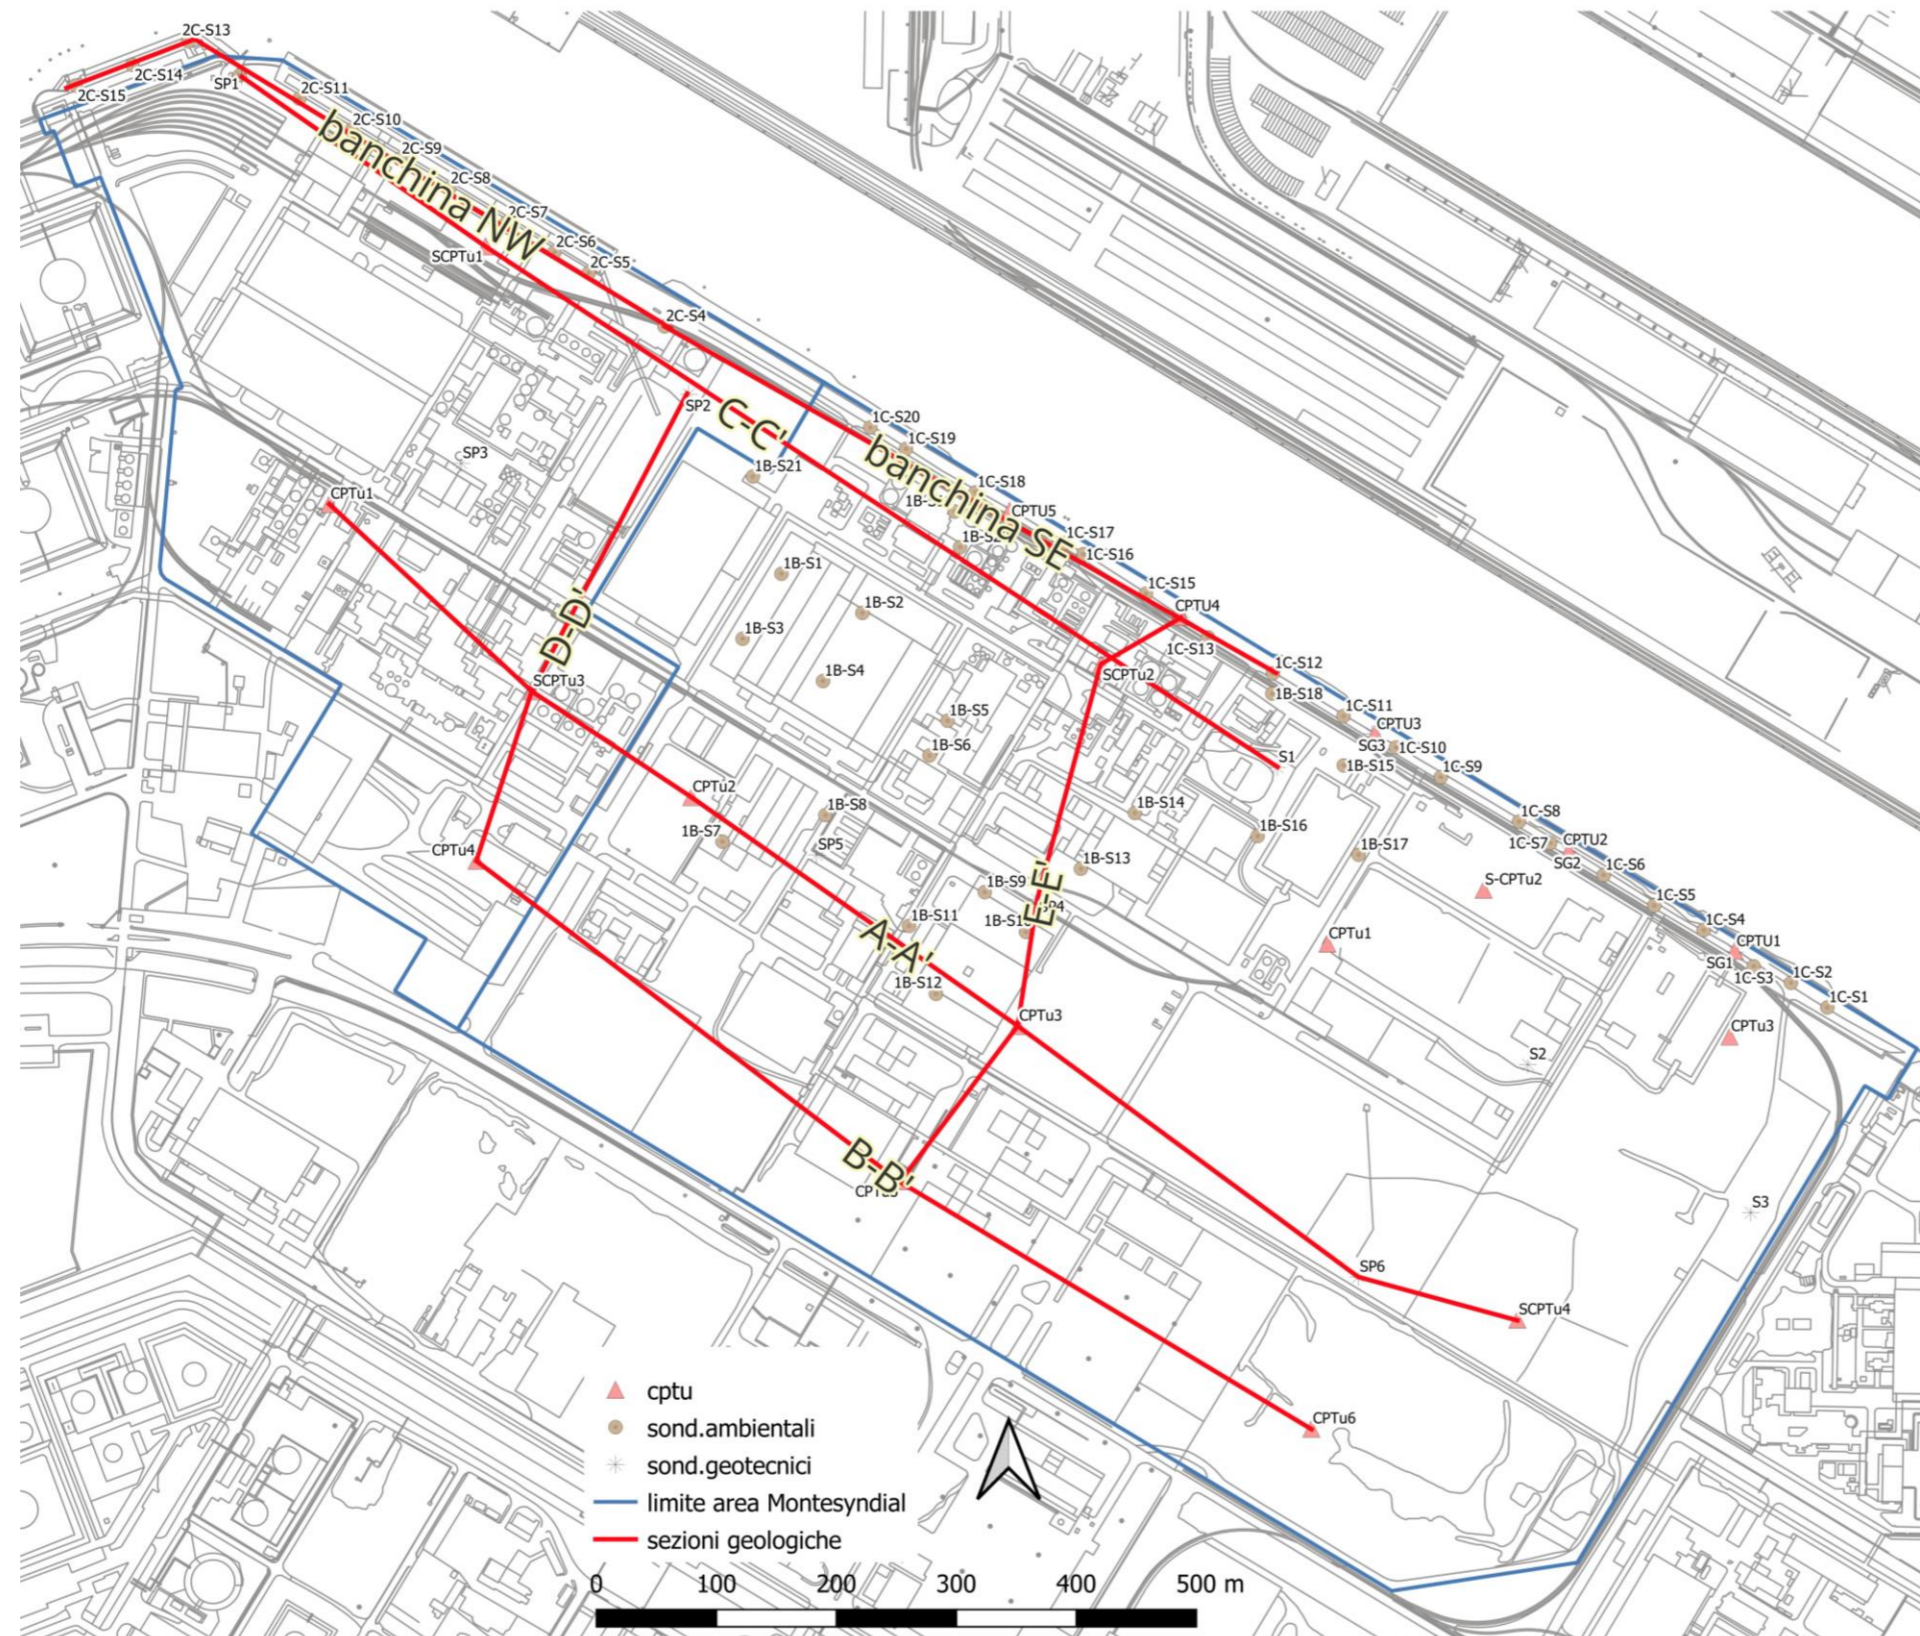 2C-S13
2C-S14
SP1
2C-S15
2C-S11
2C-S10
2C-S9
2C-S8
2C-S7
2C-S6
2C-S5
banchina NW
SCPTu1
2C-S4
SP2
C-C'
1C-S20
1C-S19
banchina SE
1B-S21
SP3
CPTu1
1C-S18
CPTU5
1C-S17
1C-S16
1B-S1
1C-S15
1B-S2
CPTU4
1B-S3
1C-S13
1C-S12
D-D'
1B-S4
SCPTu3
SCPTu2
1B-S18
1B-S5
1C-S11
CPTU3
1B-S6
S1
SG3
1C-S10
1B-S15
1C-S9
CPTu2
1B-S8
1B-S14
1B-S7
SP5
1B-S16
1C-S8
1C-S7
CPTU2
CPTu4
1B-S13
1B-S17
SG2
1C-S6
1B-S9
E-E'
S-CPTu2
1C-S5
1B-S11
1C-S4
A-A'
CPTu1
CPTU1
SG1
1C-S3
1C-S2
1B-S12
1C-S1
CPTu3
CPTu3
S2
B-B'
S3
SP6
SCPTu4
CPTu6
cptu
sond.ambientali
sond.geotecnici
limite area Montesyndial
sezioni geologiche
0 100 200 300 400 500 m